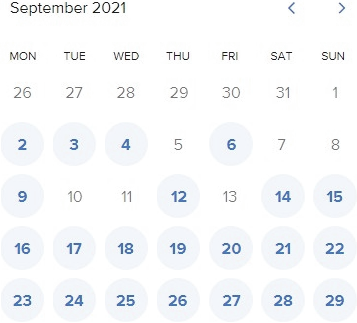 September 2021
MON TUE WED THU FRI SAT SUN
26 27 28 29 30 31 1
2 3 4 5 6 7 8
9 10 11 12 13 14 15
16 17 18 19 20 21 22
23 24 25 26 27 28 29